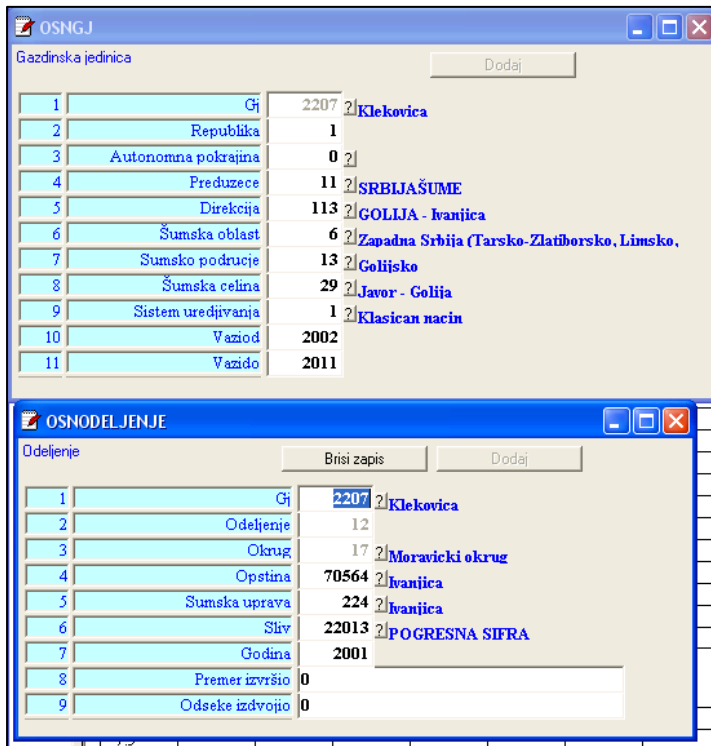 OSNGJ
Gazdinska jedinica
Dodaj
1 Gj 2207 ? Klekovica
2 Republika 1
3 Autonomna pokrajina 0 ?
4 Preduzece 11 ? SRBIJAŠUME
5 Direkcija 113 ? GOLIJA - Ivanjica
6 Šumska oblast 6 ? Zapadna Srbija (Tarsko-Zlatiborsko, Limsko,
7 Sumsko podrucje 13 ? Golijsko
8 Šumska celina 29 ? Javor - Golija
9 Sistem uredjivanja 1 ? Klasican nacin
10 Vaziod 2002
11 Vazido 2011
OSNODELJENJE
Odeljenje
Brisi zapis Dodaj
1 Gj 2207 ? Klekovica
2 Odeljenje 12
3 Okrug 17 ? Moravicki okrug
4 Opstina 70564 ? Ivanjica
5 Sumska uprava 224 ? Ivanjica
6 Sliv 22013 ? POGRESNA SIFRA
7 Godina 2001
8 Premer izvršio 0
9 Odseke izdvojio 0